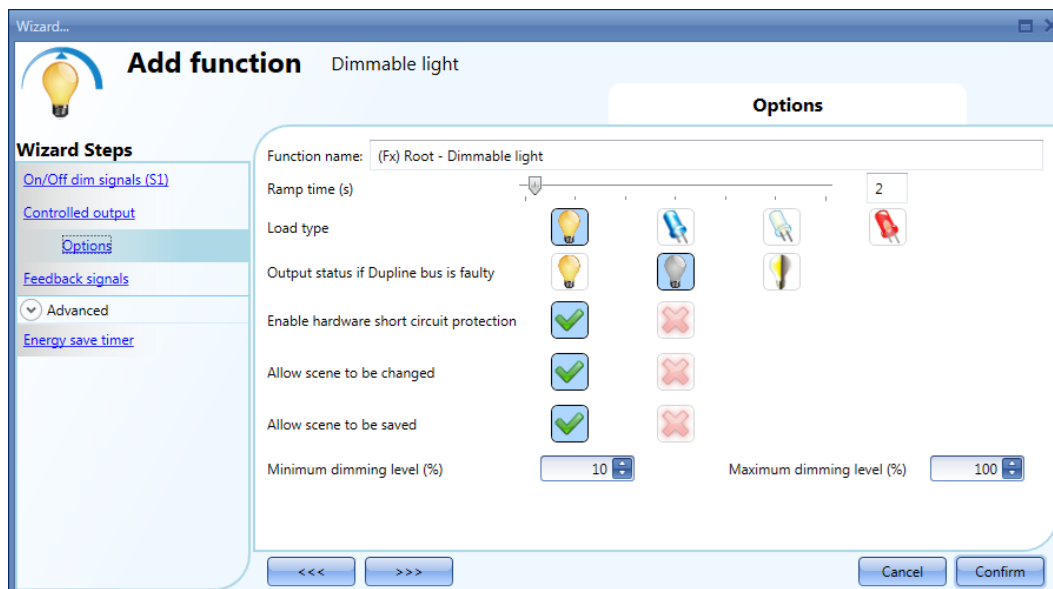 Wizard...
Add function Dimmable light
Options
Wizard Steps
On/Off dim signals (S1)
Controlled output
Options
Feedback signals
Advanced
Energy save timer
Function name: (Fx) Root - Dimmable light
Ramp time (s) 2
Load type
Output status if Dupline bus is faulty
Enable hardware short circuit protection
Allow scene to be changed
Allow scene to be saved
Minimum dimming level (%) 10 Maximum dimming level (%) 100
<<< >>> Cancel Confirm